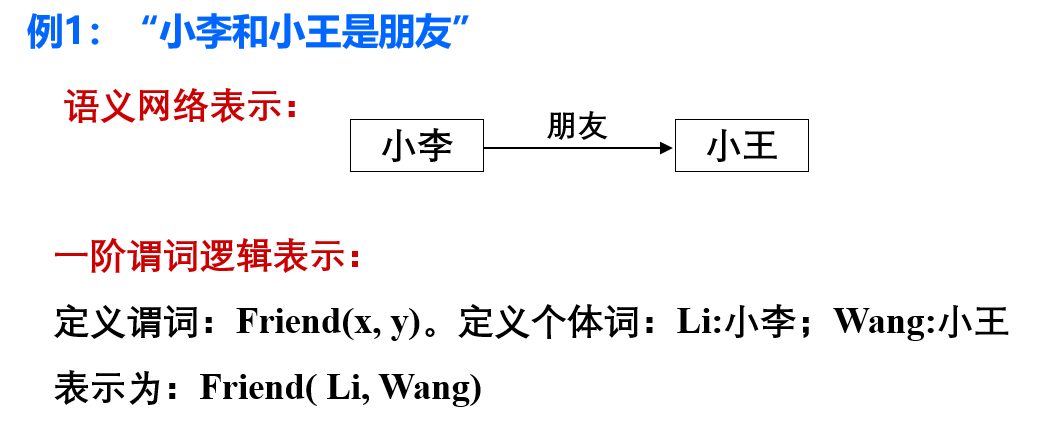 例1：“小李和小王是朋友”
语义网络表示：
朋友
小李 小王
一阶谓词逻辑表示：
定义谓词：Friend(x, y)。定义个体词：Li:小李；Wang:小王
表示为：Friend( Li, Wang)